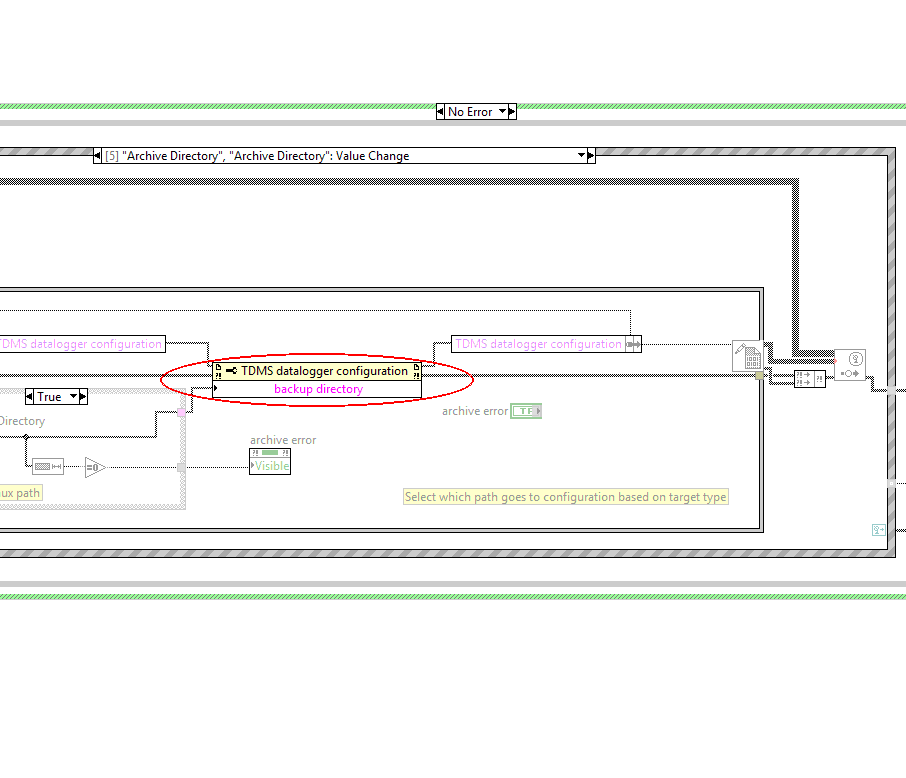 No Error
[5] "Archive Directory", "Archive Directory": Value Change
TDMS datalogger configuration
TDMS datalogger configuration
TDMS datalogger configuration
backup directory
True
Directory
archive error
TF
archive error
Visible
=0
ux path
Select which path goes to configuration based on target type